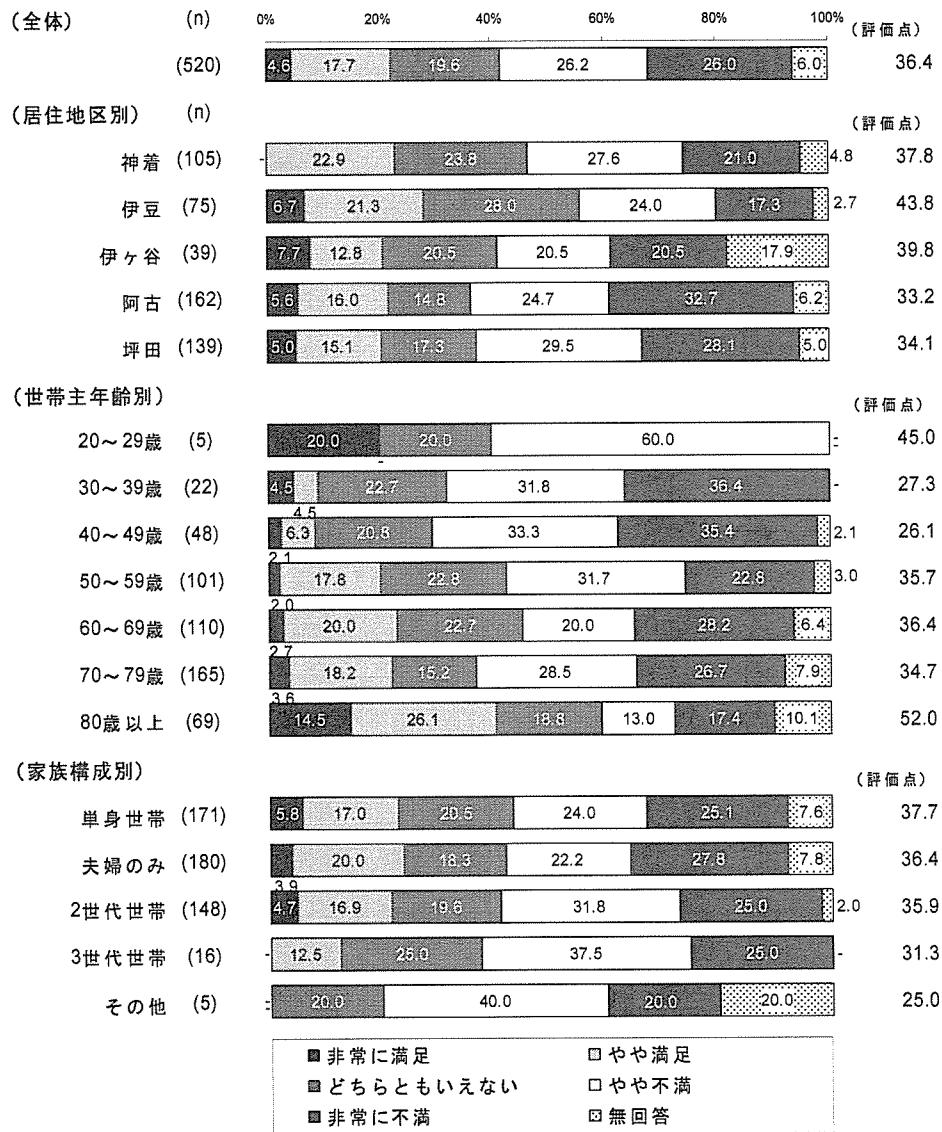 (全体) (n) 0% 20% 40% 60% 80% 100% (評価点)
(520) 4.6 17.7 19.6 26.2 26.0 6.0 36.4
(居住地区別) (n) (評価点)
神着 (105) - 22.9 23.8 27.6 21.0 4.8 37.8
伊豆 (75) 6.7 21.3 28.0 24.0 17.3 2.7 43.8
伊ヶ谷 (39) 7.7 12.8 20.5 20.5 20.5 17.9 39.8
阿古 (162) 5.6 16.0 14.8 24.7 32.7 6.2 33.2
坪田 (139) 5.0 15.1 17.3 29.5 28.1 5.0 34.1
(世帯主年齢別) (評価点)
20~29歳 (5) 20.0 20.0 60.0 - - 45.0
-
30~39歳 (22) 4.5 22.7 31.8 36.4 - 27.3
4.5
40~49歳 (48) 6.3 20.8 33.3 35.4 2.1 26.1
2.1
50~59歳 (101) 17.8 22.8 31.7 22.8 3.0 35.7
2.0
60~69歳 (110) 20.0 22.7 20.0 28.2 6.4 36.4
2.7
70~79歳 (165) 18.2 15.2 28.5 26.7 7.9 34.7
3.6
80歳以上 (69) 14.5 26.1 18.8 13.0 17.4 10.1 52.0
(家族構成別) (評価点)
単身世帯 (171) 5.8 17.0 20.5 24.0 25.1 7.6 37.7
夫婦のみ (180) 20.0 18.3 22.2 27.8 7.8 36.4
3.9
2世代世帯 (148) 4.7 16.9 19.6 31.8 25.0 2.0 35.9
3世代世帯 (16) - 12.5 25.0 37.5 25.0 - 31.3
その他 (5) - - 20.0 40.0 20.0 20.0 25.0
■非常に満足 やや満足
■どちらともいえない □やや不満
■非常に不満 無回答